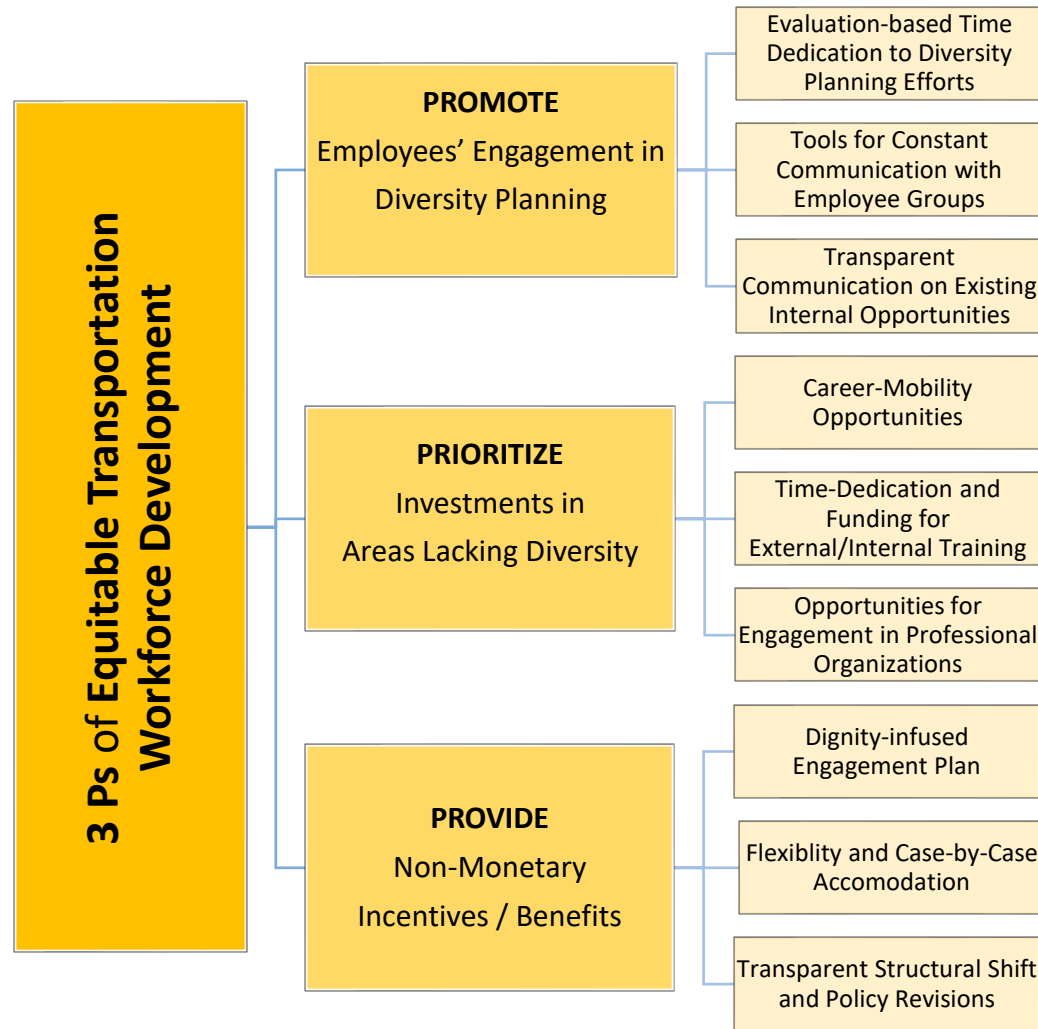 3 Ps of Equitable Transportation
Workforce Development
PROMOTE
Employees’ Engagement in
Diversity Planning
Evaluation-based Time
Dedication to Diversity
Planning Efforts
Tools for Constant
Communication with
Employee Groups
Transparent
Communication on Existing
Internal Opportunities
PRIORITIZE
Investments in
Areas Lacking Diversity
Career-Mobility
Opportunities
Time-Dedication and
Funding for
External/Internal Training
Opportunities for
Engagement in Professional
Organizations
PROVIDE
Non-Monetary
Incentives / Benefits
Dignity-infused
Engagement Plan
Flexiblity and Case-by-Case
Accomodation
Transparent Structural Shift
and Policy Revisions